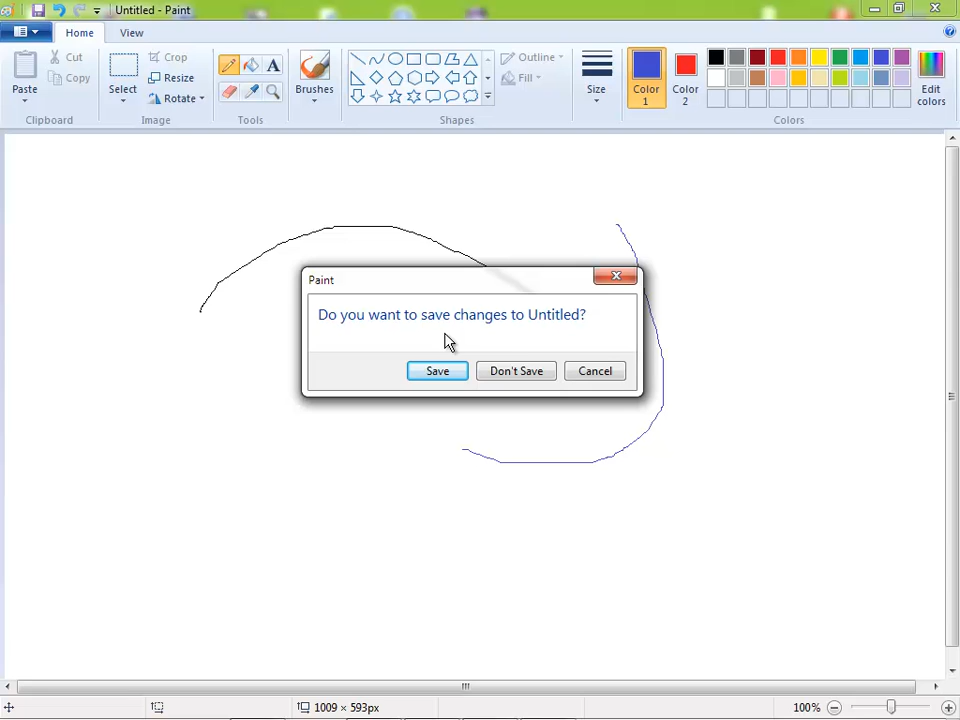 Untitled - Paint
Home View
Paste
Cut
Copy
Clipboard
Select
Crop
Resize
Rotate
Image
A
Tools
Brushes
Shapes
Outline
Fill
Size
Color 1
Color 2
Edit colors
Colors
Paint
Do you want to save changes to Untitled?
Save Don't Save Cancel
1009 × 593px
100%